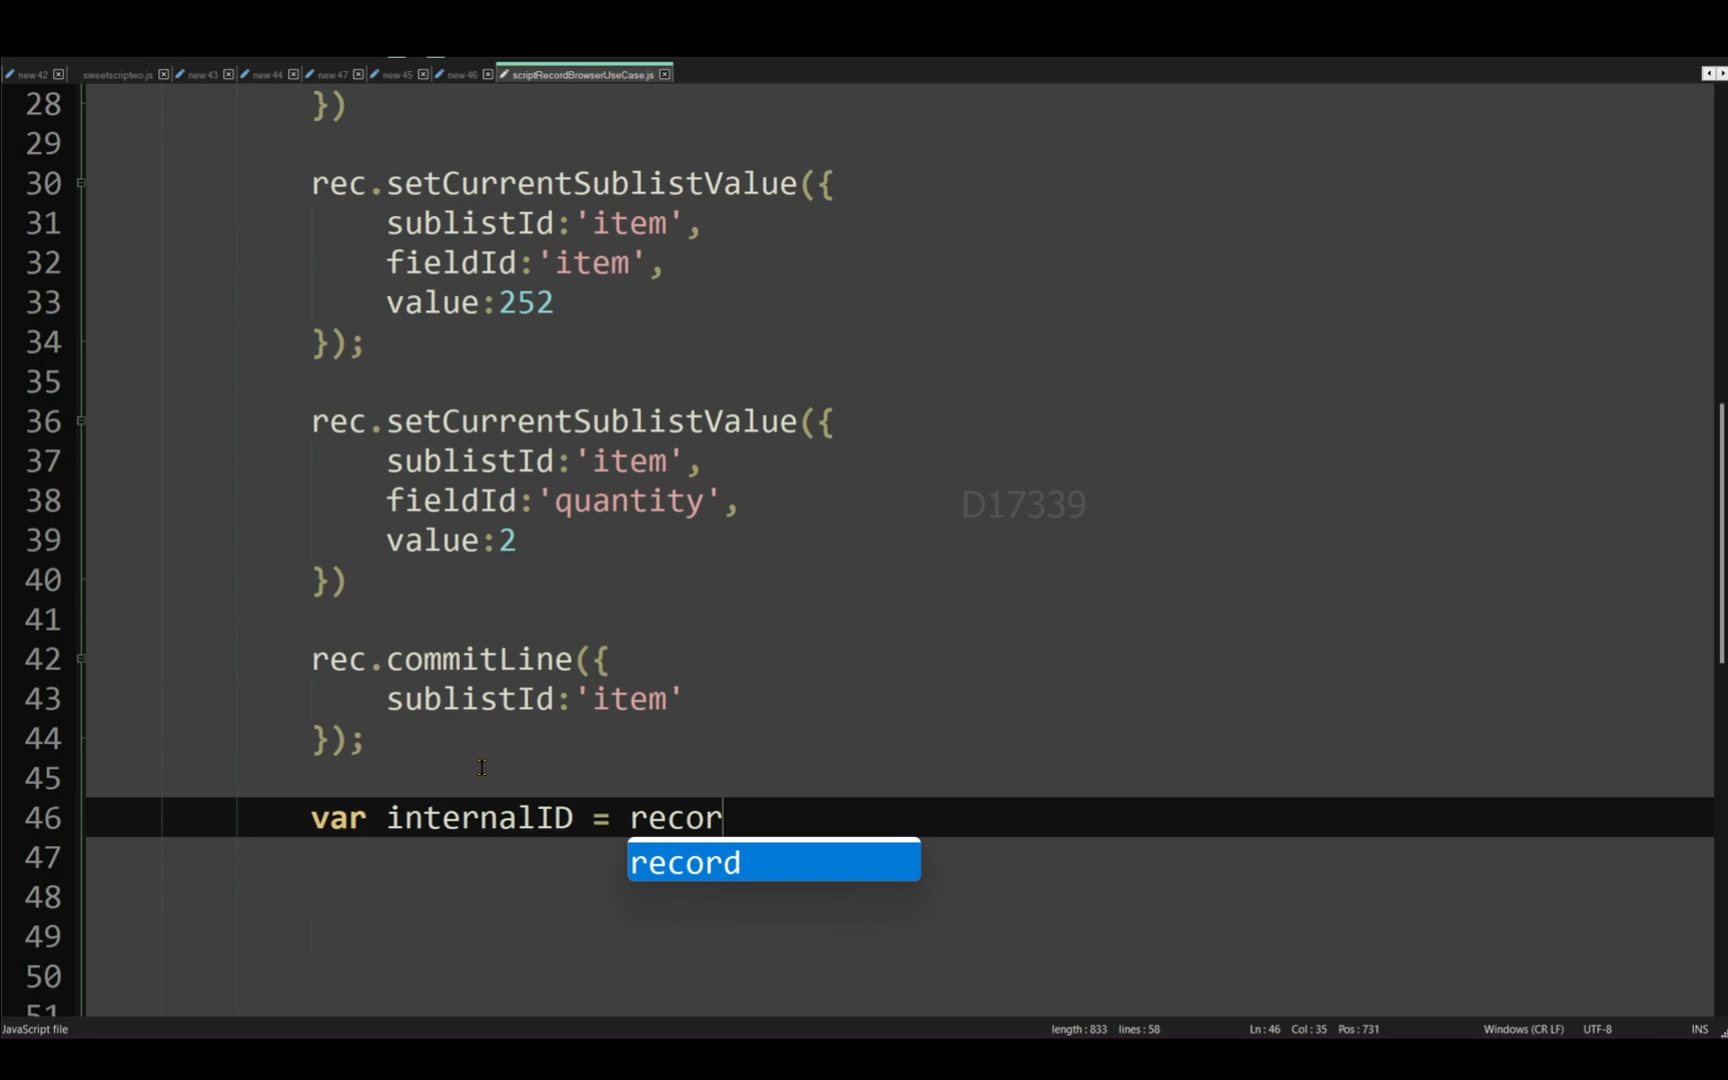 new 42 sweetscriptwo.js new 43 new 44 new 47 new 45 new 46 scriptRecordBrowserUseCase.js
28 })
29
30 rec.setCurrentSublistValue({
31 sublistId:'item',
32 fieldId:'item',
33 value:252
34 });
35
36 rec.setCurrentSublistValue({
37 sublistId:'item',
38 fieldId:'quantity',
D17339
39 value:2
40 })
41
42 rec.commitLine({
43 sublistId:'item'
44 });
45
46 var internalID = recor
47 record
48
49
50
51
JavaScript file length : 833 lines : 58 Ln : 46 Col : 35 Pos : 731 Windows (CR LF) UTF-8 INS